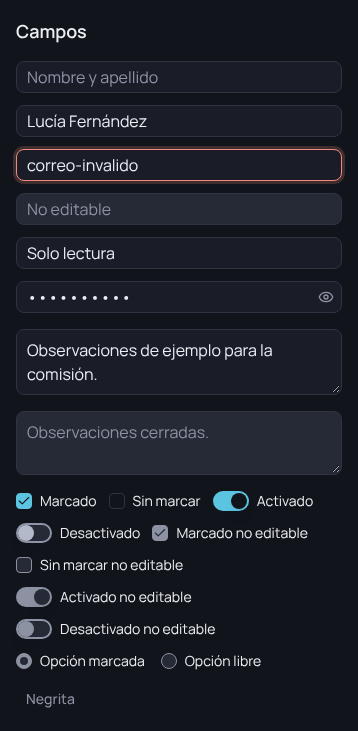 Campos
Nombre y apellido
Lucía Fernández
correo-invalido
No editable
Solo lectura
••••••••••
Observaciones de ejemplo para la
comisión.
Observaciones cerradas.
Marcado Sin marcar Activado
Desactivado Marcado no editable
Sin marcar no editable
Activado no editable
Desactivado no editable
Opción marcada Opción libre
Negrita